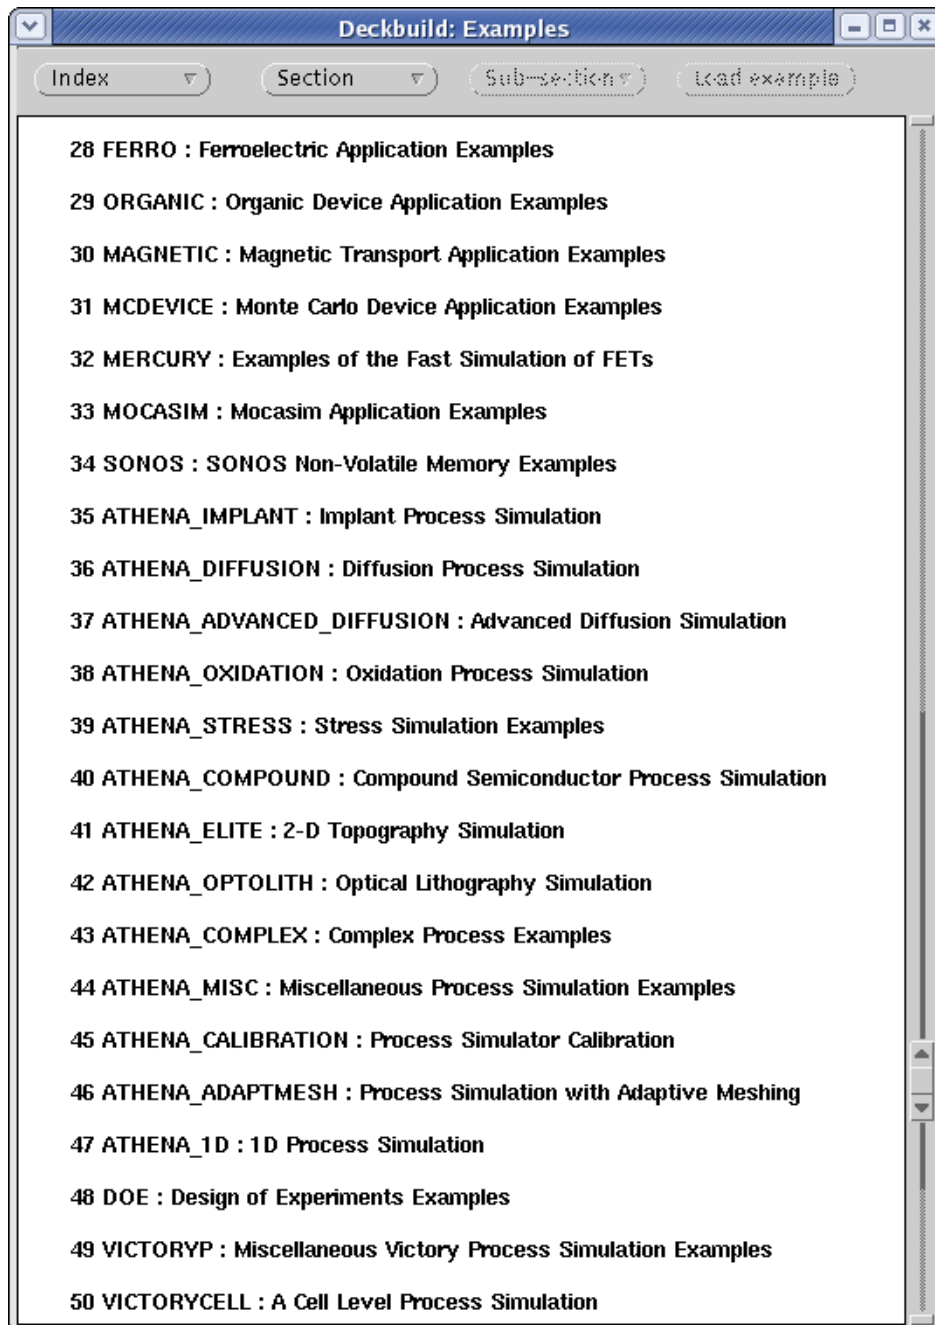 Deckbuild: Examples
Index Section Sub-section Load example
28 FERRO : Ferroelectric Application Examples
29 ORGANIC : Organic Device Application Examples
30 MAGNETIC : Magnetic Transport Application Examples
31 MCDEVICE : Monte Carlo Device Application Examples
32 MERCURY : Examples of the Fast Simulation of FETs
33 MOCASIM : Mocasim Application Examples
34 SONOS : SONOS Non-Volatile Memory Examples
35 ATHENA_IMPLANT : Implant Process Simulation
36 ATHENA_DIFFUSION : Diffusion Process Simulation
37 ATHENA_ADVANCED_DIFFUSION : Advanced Diffusion Simulation
38 ATHENA_OXIDATION : Oxidation Process Simulation
39 ATHENA_STRESS : Stress Simulation Examples
40 ATHENA_COMPOUND : Compound Semiconductor Process Simulation
41 ATHENA_ELITE : 2-D Topography Simulation
42 ATHENA_OPTOLITH : Optical Lithography Simulation
43 ATHENA_COMPLEX : Complex Process Examples
44 ATHENA_MISC : Miscellaneous Process Simulation Examples
45 ATHENA_CALIBRATION : Process Simulator Calibration
46 ATHENA_ADAPTMESH : Process Simulation with Adaptive Meshing
47 ATHENA_1D : 1D Process Simulation
48 DOE : Design of Experiments Examples
49 VICTORYP : Miscellaneous Victory Process Simulation Examples
50 VICTORYCELL : A Cell Level Process Simulation